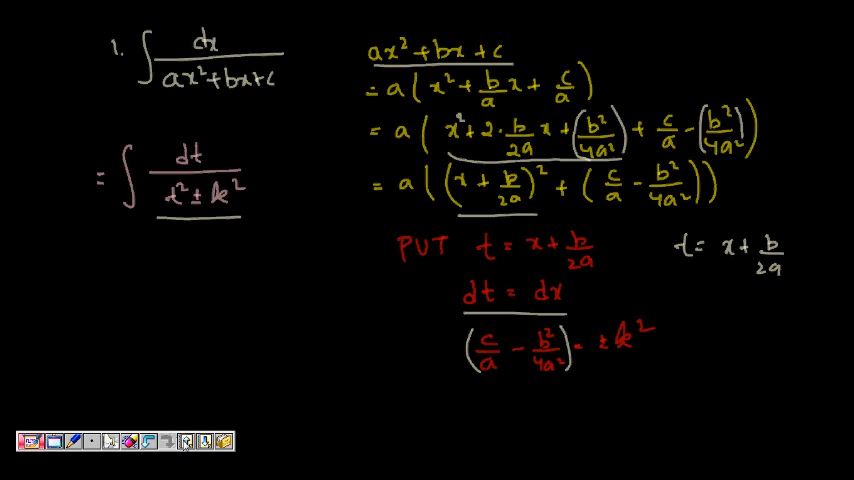 1. ∫ dx / (ax² + bx + c)
= ∫ dt / (t² ± k²)
ax² + bx + c
= a ( x² + b/a x + c/a )
= a ( x² + 2 · b/2a x + (b²/4a²) + c/a - (b²/4a²) )
= a ( (x + b/2a)² + ( c/a - b²/4a² ) )
PUT t = x + b/2a
t = x + b/2a
dt = dx
( c/a - b²/4a² ) = ± k²